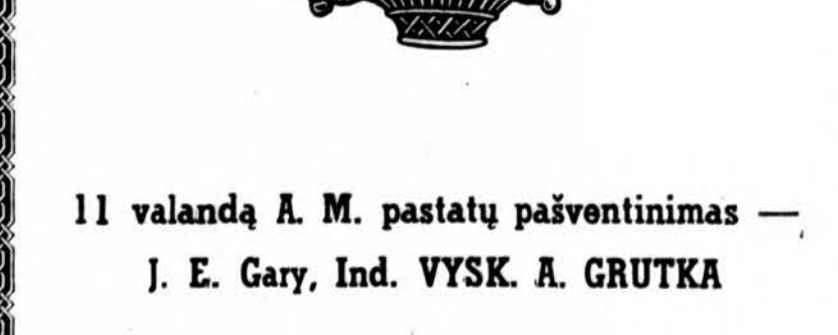 11 valandą A. M. pastatų pašventinimas —
J. E. Gary, Ind. VYSK. A. GRUTKA